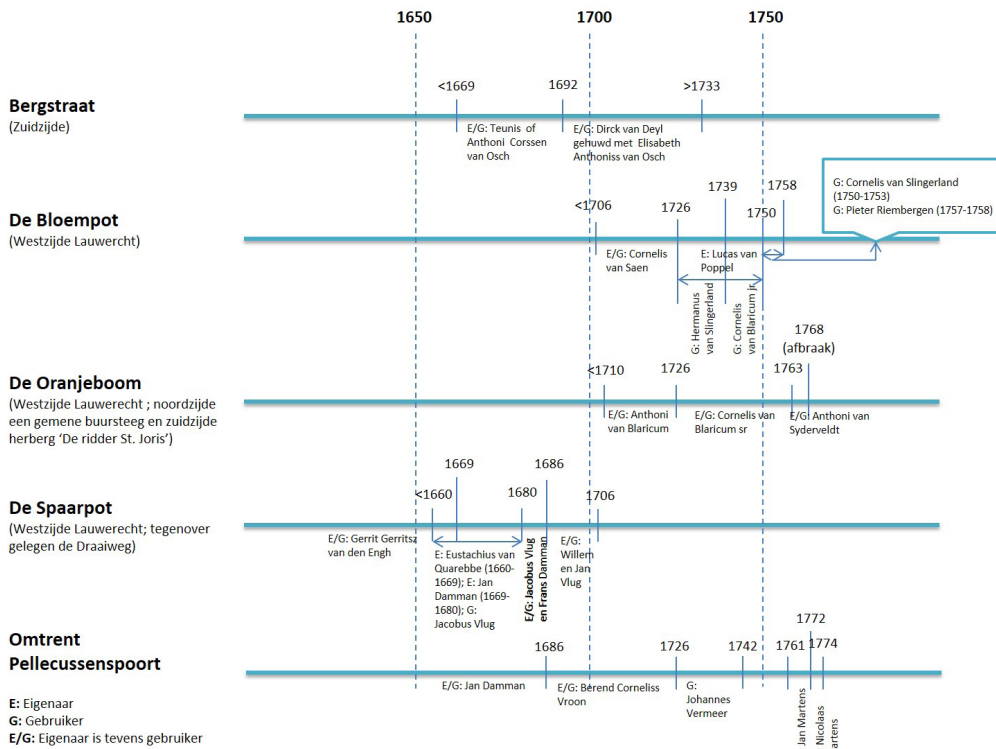 1650
1700
1750
Bergstraat
(Zuidzijde)
<1669
1692
>1733
E/G: Teunis of
Anthoni Corssen
van Osch
E/G: Dirck van Deyl
gehuwd met Elisabeth
Anthoniss van Osch
De Bloempot
(Westzijde Lauwercht)
<1706
1726
1739
1750
1758
G: Cornelis van Slingerland
(1750-1753)
G: Pieter Riembergen (1757-1758)
E/G: Cornelis
van Saen
E: Lucas van
Poppel
G: Hermanus
van Slingerland
G: Cornelis
van Blaricum jr.
De Oranjeboom
(Westzijde Lauwerecht ; noordzijde
een gemene buursteeg en zuidzijde
herberg ‘De ridder St. Joris’)
<1710
1726
1763
1768
(afbraak)
E/G: Anthoni
van Blaricum
E/G: Cornelis van
Blaricum sr
E/G: Anthoni van
Syderveldt
De Spaarpot
(Westzijde Lauwerecht; tegenover
gelegen de Draaiweg)
<1660
1669
1680
1686
1706
E/G: Gerrit Gerritsz
van den Engh
E: Eustachius van
Quarebbe (1660-
1669); E: Jan
Damman (1669-
1680); G:
Jacobus Vlug
E/G: Jacobus Vlug
en Frans Damman
E/G:
Willem
en Jan
Vlug
Omtrent
Pellecussenspoort
1686
1726
1742
1761
1772
1774
E/G: Jan Damman
E/G: Berend Corneliss
Vroon
G:
Johannes
Vermeer
Jan Martens
Nicolaas
artens
E: Eigenaar
G: Gebruiker
E/G: Eigenaar is tevens gebruiker